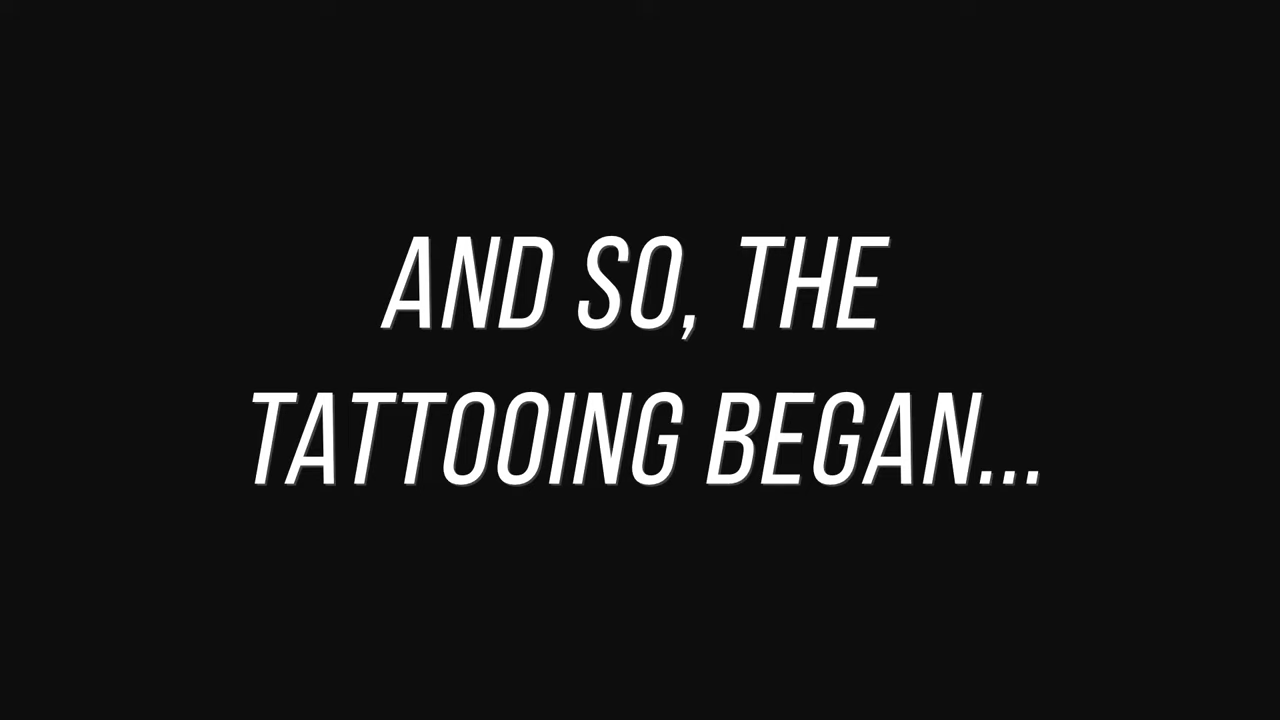 AND SO, THE
TATTOOING BEGAN...